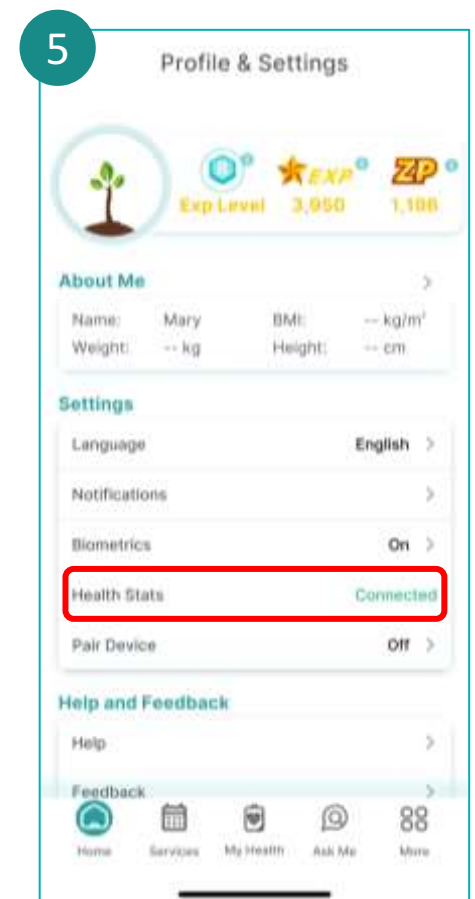 5
Profile & Settings
EXP ZP
Exp Level 3,950 1,186
About Me
Name: Mary BMI: -- kg/m²
Weight: -- kg Height: -- cm
Settings
Language English
Notifications
Biometrics On
Health Stats Connected
Pair Device Off
Help and Feedback
Help
Feedback
Home Services My Health Ask Me More